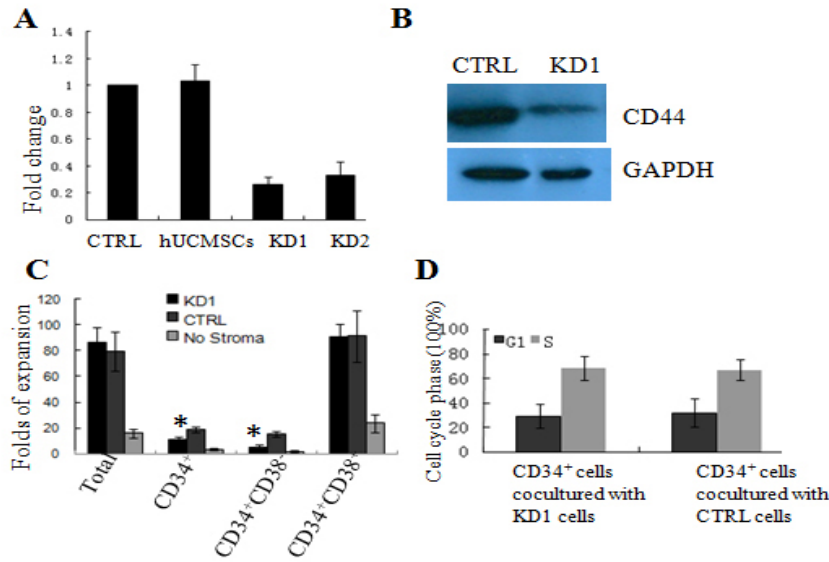 A
Fold change
1.4
1.2
1
0.8
0.6
0.4
0.2
0
CTRL hUCMSCs KD1 KD2
B
CTRL KD1
CD44
GAPDH
C
Folds of expansion
120
100
80
60
40
20
0
KD1
CTRL
No Stroma
* *
Total
CD34+
CD34+CD38-
CD34+CD38+
D
Cell cycle phase (100%)
100
80
60
40
20
0
G1 S
CD34+ cells
cocultured with
KD1 cells
CD34+ cells
cocultured with
CTRL cells